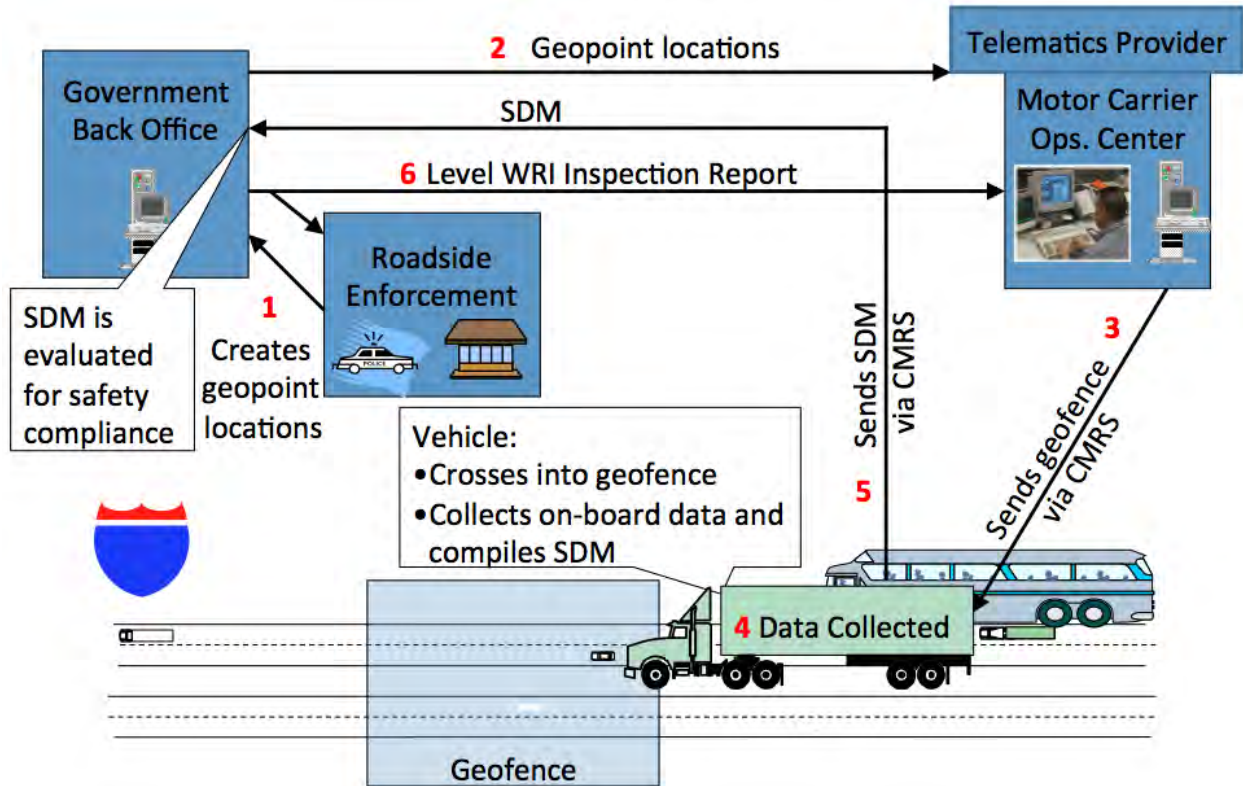 2 Geopoint locations
Telematics Provider
Government
Back Office
SDM
Motor Carrier
Ops. Center
6 Level WRI Inspection Report
Roadside
Enforcement
POLICE
1
Creates
geopoint
locations
SDM is
evaluated
for safety
compliance
3
Sends geofence
via CMRS
Sends SDM
via CMRS
5
Vehicle:
•Crosses into geofence
•Collects on-board data and
compiles SDM
4 Data Collected
Geofence